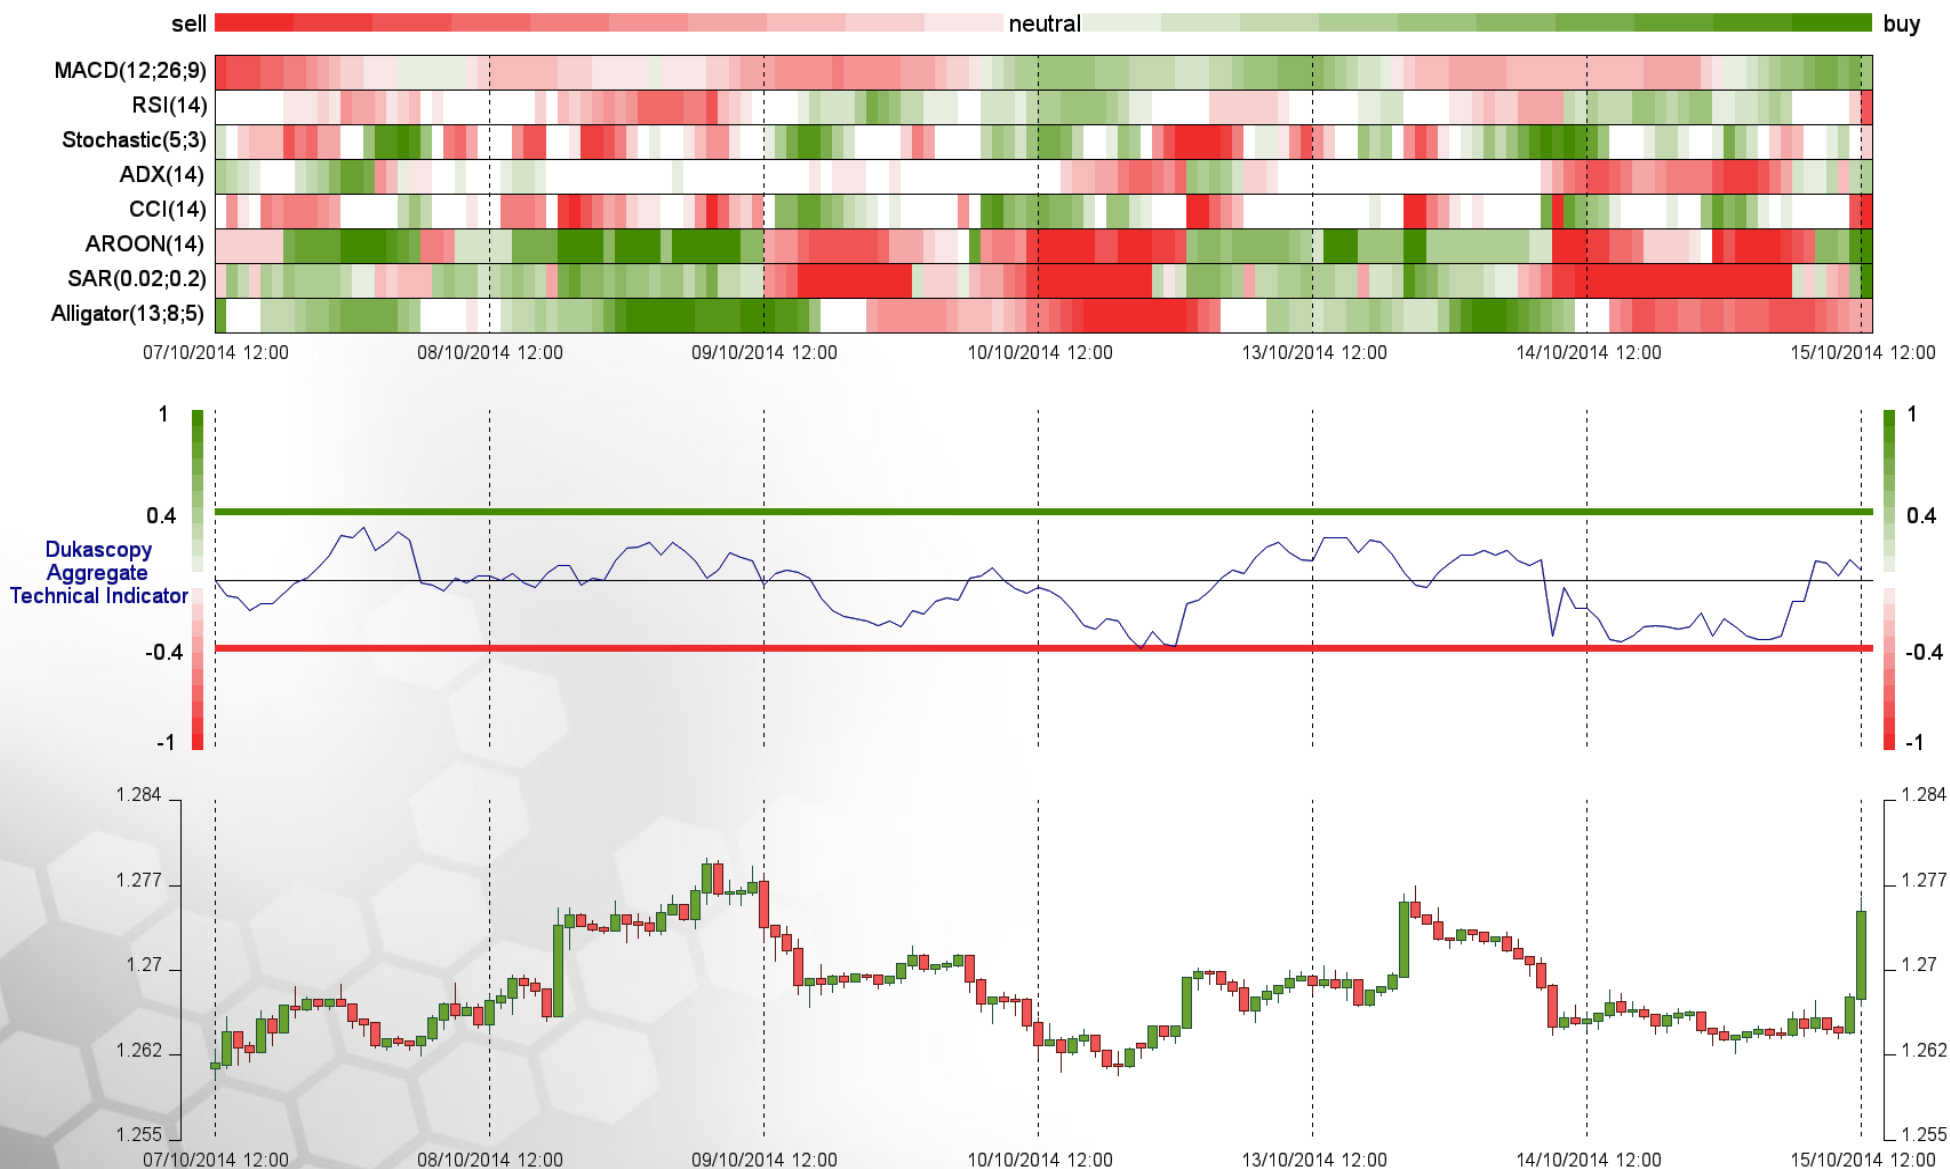 sell neutral buy
MACD(12;26;9)
RSI(14)
Stochastic(5;3)
ADX(14)
CCI(14)
AROON(14)
SAR(0.02;0.2)
Alligator(13;8;5)
07/10/2014 12:00 08/10/2014 12:00 09/10/2014 12:00 10/10/2014 12:00 13/10/2014 12:00 14/10/2014 12:00 15/10/2014 12:00
1 1
0.4 0.4
Dukascopy
Aggregate
Technical Indicator
-0.4 -0.4
-1 -1
1.284 1.284
1.277 1.277
1.27 1.27
1.262 1.262
1.255 1.255
07/10/2014 12:00 08/10/2014 12:00 09/10/2014 12:00 10/10/2014 12:00 13/10/2014 12:00 14/10/2014 12:00 15/10/2014 12:00